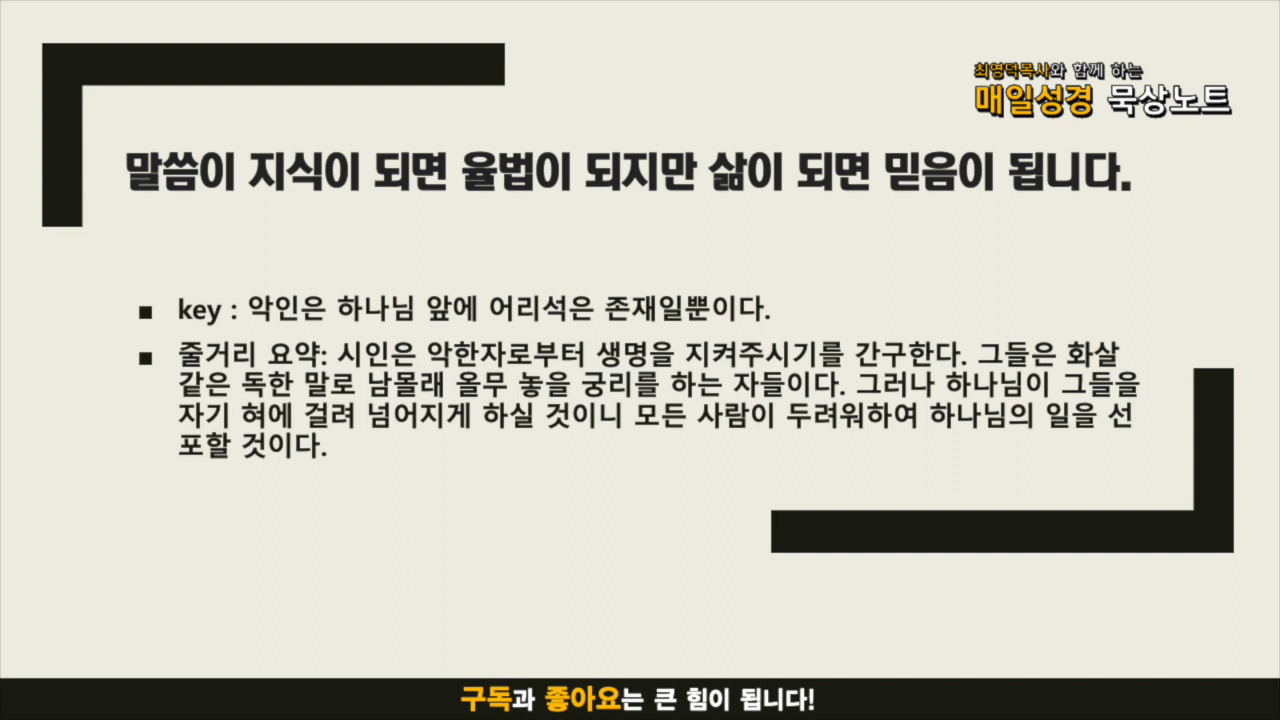 최영덕목사와 함께 하는
매일성경 묵상노트
말씀이 지식이 되면 율법이 되지만 삶이 되면 믿음이 됩니다.
■ key : 악인은 하나님 앞에 어리석은 존재일뿐이다.
■ 줄거리 요약: 시인은 악한자로부터 생명을 지켜주시기를 간구한다. 그들은 화살
같은 독한 말로 남몰래 올무 놓을 궁리를 하는 자들이다. 그러나 하나님이 그들을
자기 혀에 걸려 넘어지게 하실 것이니 모든 사람이 두려워하여 하나님의 일을 선
포할 것이다.
구독과 좋아요는 큰 힘이 됩니다!